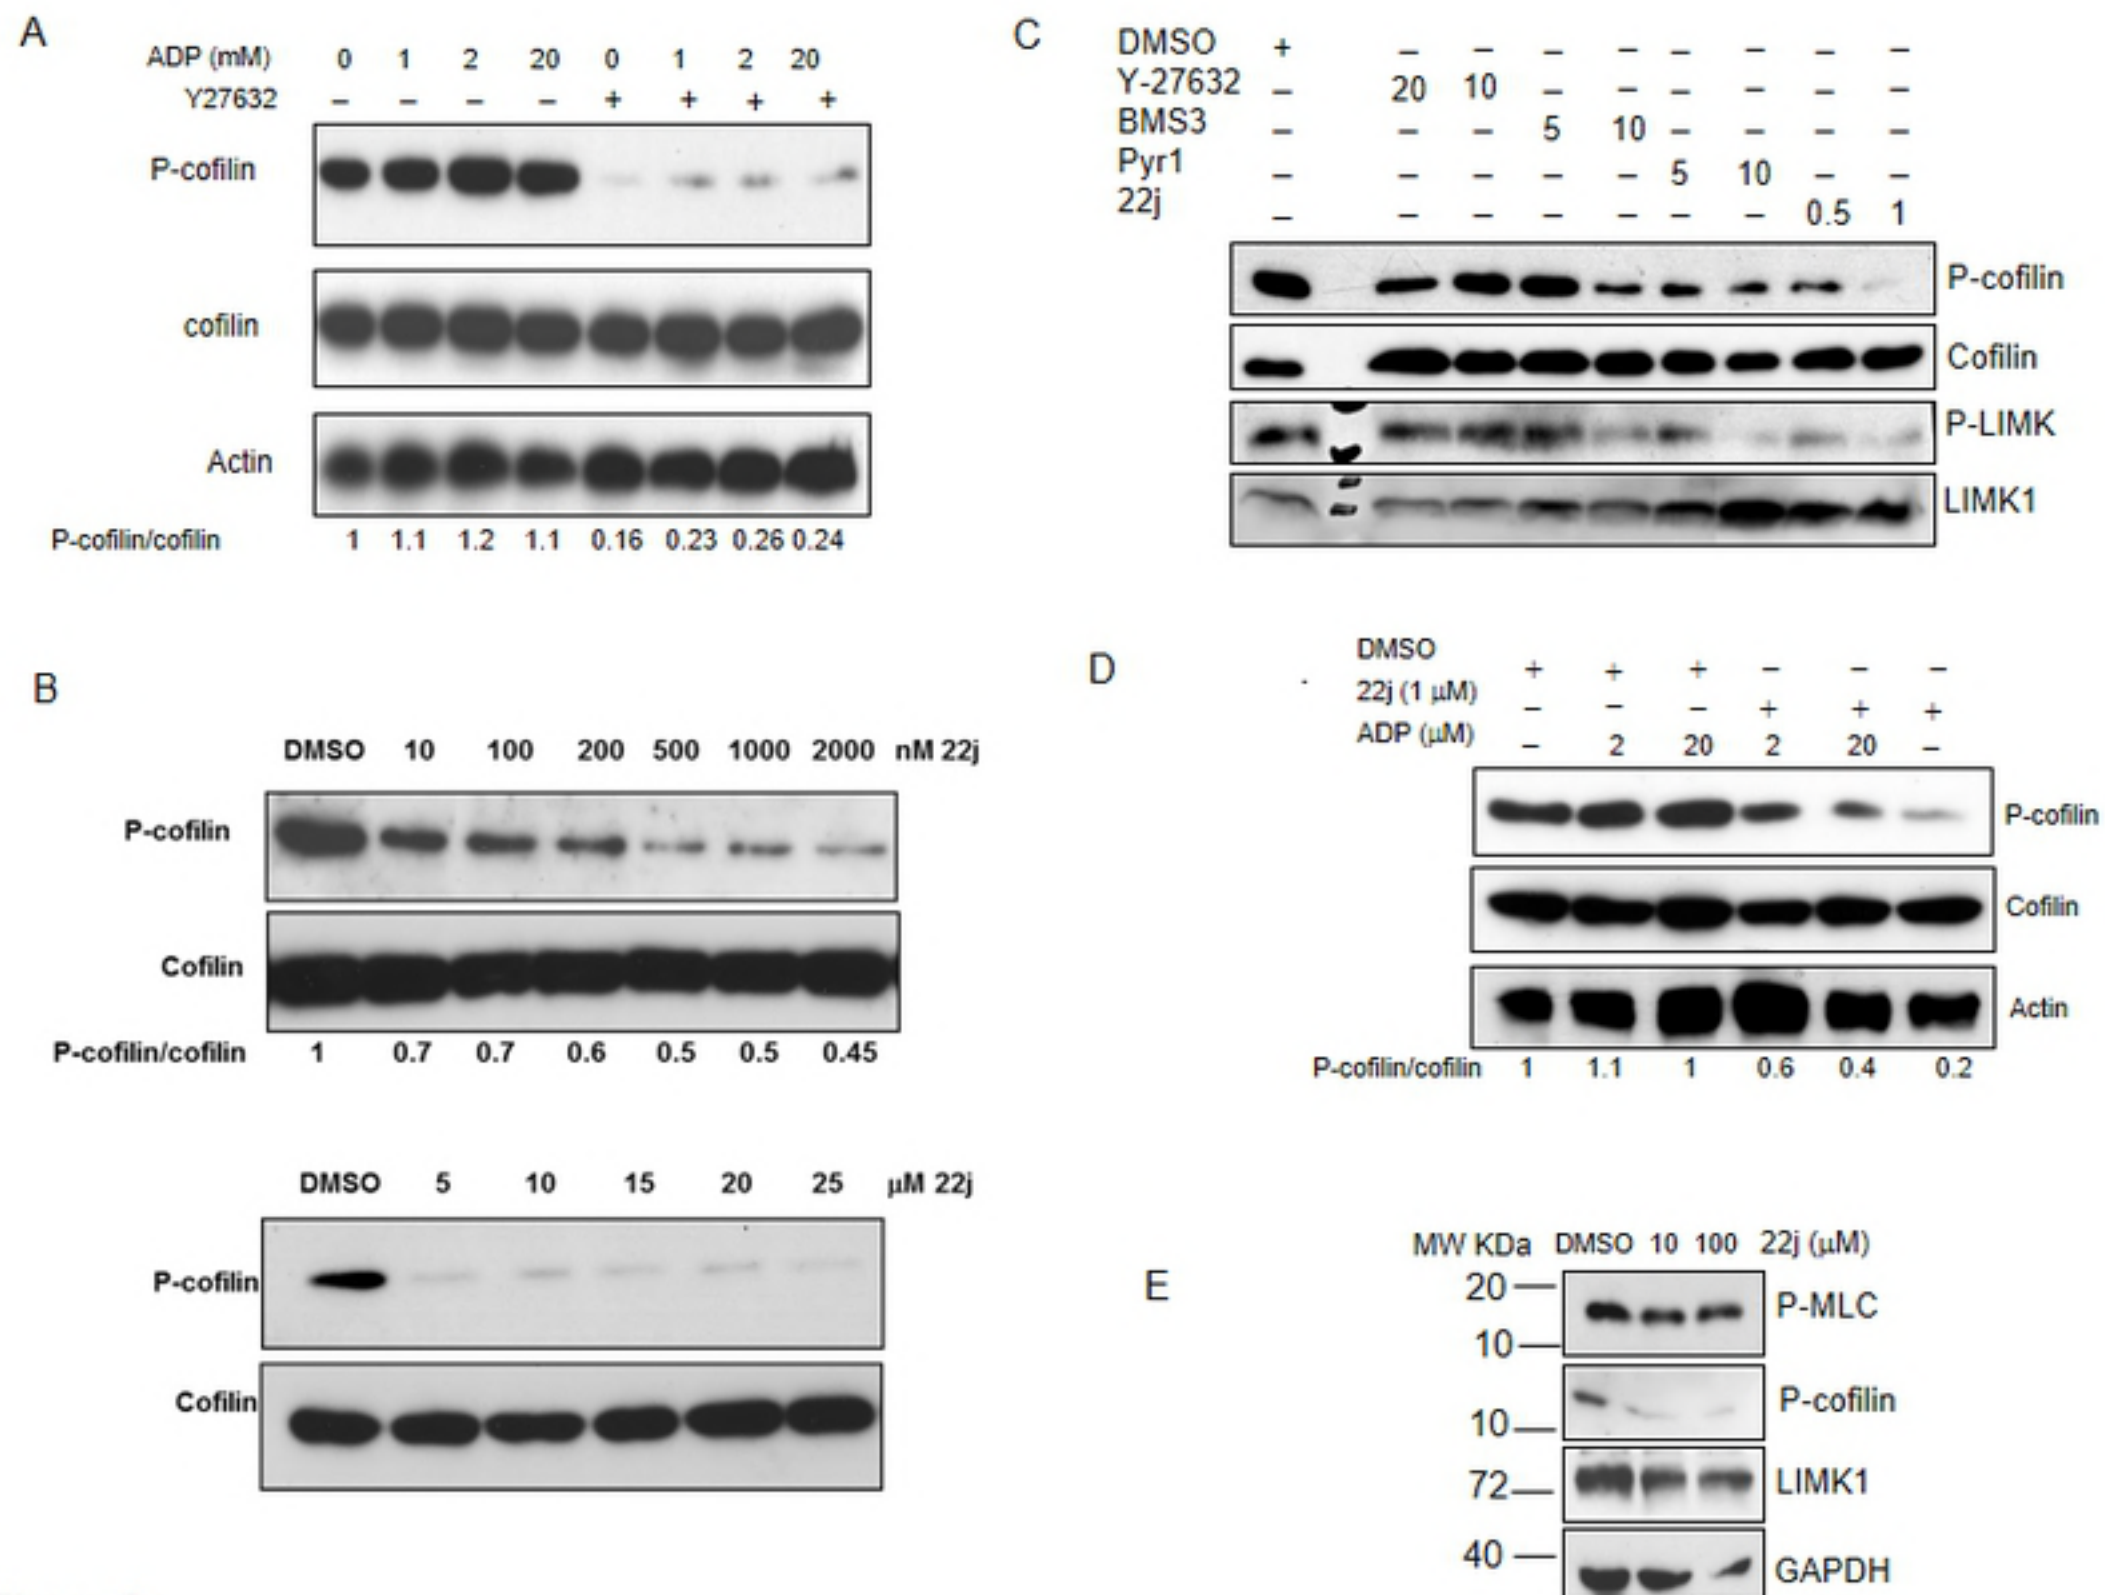 A
ADP (mM) 0 1 2 20 0 1 2 20
Y27632 – – – – + + + +
P-cofilin
cofilin
Actin
P-cofilin/cofilin 1 1.1 1.2 1.1 0.16 0.23 0.26 0.24
B
DMSO 10 100 200 500 1000 2000 nM 22j
P-cofilin
Cofilin
P-cofilin/cofilin 1 0.7 0.7 0.6 0.5 0.5 0.45
DMSO 5 10 15 20 25 µM 22j
P-cofilin
Cofilin
C
DMSO + – – – – – – – –
Y-27632 – 20 10 – – – – – –
BMS3 – – – 5 10 – – – –
Pyr1 – – – – – 5 10 – –
22j – – – – – – – 0.5 1
P-cofilin
Cofilin
P-LIMK
LIMK1
D
DMSO + + + – – –
22j (1 µM) – – – + + +
ADP (µM) – 2 20 2 20 –
P-cofilin
Cofilin
Actin
P-cofilin/cofilin 1 1.1 1 0.6 0.4 0.2
E
MW KDa DMSO 10 100 22j (µM)
20 —
P-MLC
10 —
P-cofilin
10 —
LIMK1
72 —
40 —
GAPDH